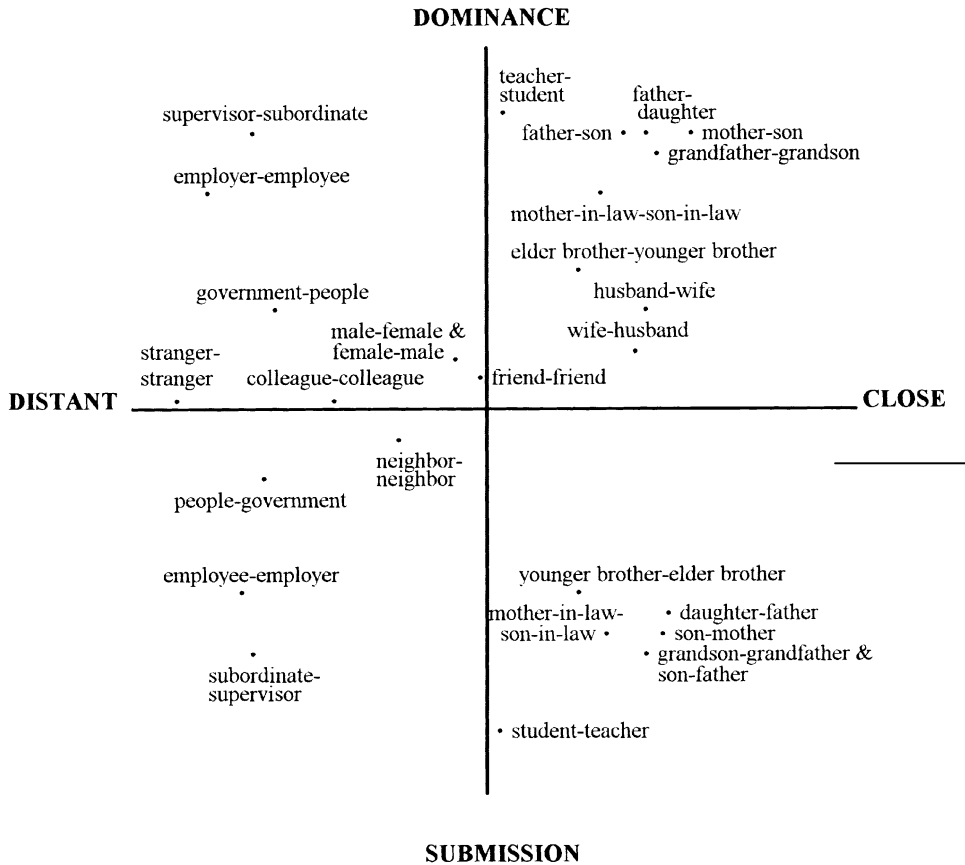 DOMINANCE
teacher-
student
father-
daughter
supervisor-subordinate
father-son
mother-son
grandfather-grandson
employer-employee
mother-in-law-son-in-law
elder brother-younger brother
government-people
husband-wife
male-female &
female-male
wife-husband
stranger-
stranger
colleague-colleague
friend-friend
DISTANT
CLOSE
neighbor-
neighbor
people-government
employee-employer
younger brother-elder brother
mother-in-law-
son-in-law
daughter-father
son-mother
grandson-grandfather &
son-father
subordinate-
supervisor
student-teacher
SUBMISSION